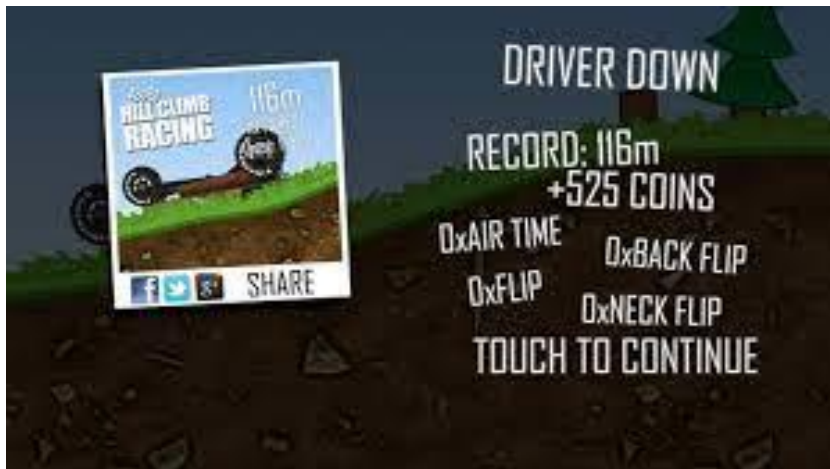 HILL CLIMB
RACING
116m
SHARE
DRIVER DOWN
RECORD: 116m
+525 COINS
0xAIR TIME
0xBACK FLIP
0xFLIP
0xNECK FLIP
TOUCH TO CONTINUE